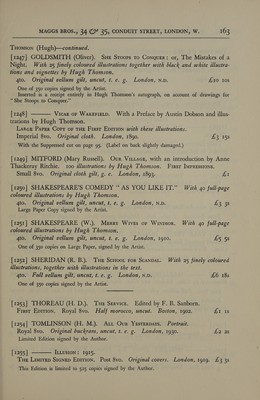 MAGGS BROS., 34 & 35, CONDUIT STREET, LONDON, W. 163
THOMSON (HUGH)—continued.
[1247] GOLDSMITH (Oliver). SHE STOOPS TO CONQUER: or, The Mistakes of a
Night. With 25 finely coloured illustrations together with black and white illustra-
tions and vignettes by Hugh Thomson.
4to. Original vellum gilt, uncut, t. e. g. London, N.D. £10 10s
One of 350 copies signed by the Artist.
Inserted is a receipt entirely in Hugh Thomson's autograph, on account of drawings for
"She Stoops to Conquer."
[1248] ——— VICAR OF WAKEFIELD. With a Preface by Austin Dobson and illus-
trations by Hugh Thomson.
LARGE PAPER COPY OF THE FIRST EDITION with these illustrations.
Imperial 8vo. Original cloth. London, 1890. £3 15s
With the Suppressed cut on page 95. (Label on back slightly damaged.)
[1249] MITFORD (Mary Russell). OUR VILLAGE, with an introduction by Anne
Thackeray Ritchie. 100 illustrations by Hugh Thomson. FIRST IMPRESSIONS.
Small 8vo. Original cloth gilt, g. e. London, 1893. £1
[1250] SHAKESPEARE'S COMEDY "AS YOU LIKE IT." With 40 full-page
coloured illustrations by Hugh Thomson.
4to. Original vellum gilt, uncut, t. e. g. London, N.D. £3 3s
Large Paper Copy signed by the Artist.
[1251] SHAKESPEARE (W.). MERRY WIVES OF WINDSOR. With 40 full-page
coloured illustrations by Hugh Thomson.
4to. Original vellum gilt, uncut, t. e. g. London, 1910. £5 5s
One of 350 copies on Large Paper, signed by the Artist.
[1252] SHERIDAN (R. B.). THE SCHOOL FOR SCANDAL. With 25 finely coloured
illustrations, together with illustrations in the text.
4to. Full vellum gilt, uncut, t. e. g. London, N.D. £6 18s
One of 350 copies signed by the Artist.
[1253] THOREAU (H. D.). THE SERVICE. Edited by F. B. Sanborn.
FIRST EDITION. Royal 8vo. Half morocco, uncut. Boston, 1902. £1 1s
[1254] TOMLINSON (H. M.). ALL OUR YESTERDAYS. Portrait.
Royal 8vo. Original buckram, uncut, t. e. g. London, 1930. £2 2s
Limited Edition signed by the Author.
[1255] ——— ILLUSION: 1915.
THE LIMITED SIGNED EDITION. Post 8vo. Original covers. London, 1929. £3 3s
This Edition is limited to 525 copies signed by the Author.